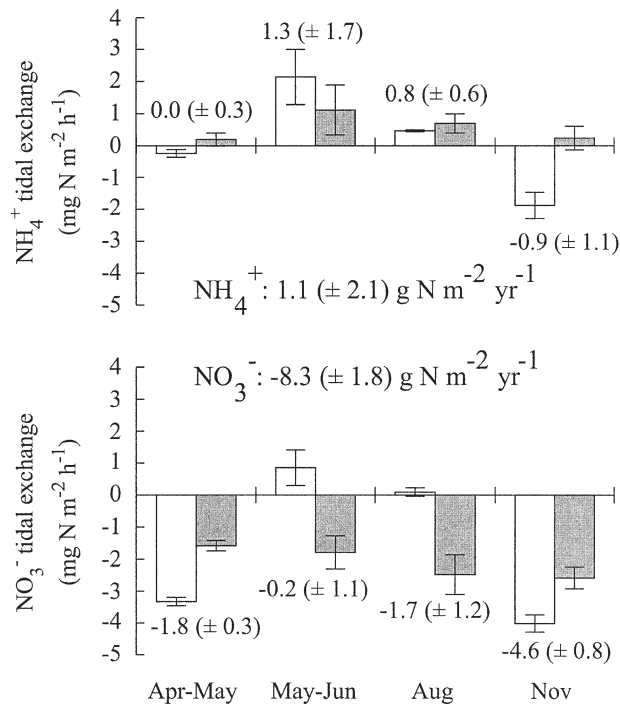 NH4+ tidal exchange
(mg N m-2 h-1)
4
3
2
1
0
-1
-2
-3
-4
-5
0.0 (± 0.3)
1.3 (± 1.7)
0.8 (± 0.6)
-0.9 (± 1.1)
NH4+: 1.1 (± 2.1) g N m-2 yr-1
NO3- tidal exchange
(mg N m-2 h-1)
4
3
2
1
0
-1
-2
-3
-4
-5
NO3-: -8.3 (± 1.8) g N m-2 yr-1
-1.8 (± 0.3)
-0.2 (± 1.1)
-1.7 (± 1.2)
-4.6 (± 0.8)
Apr-May
May-Jun
Aug
Nov